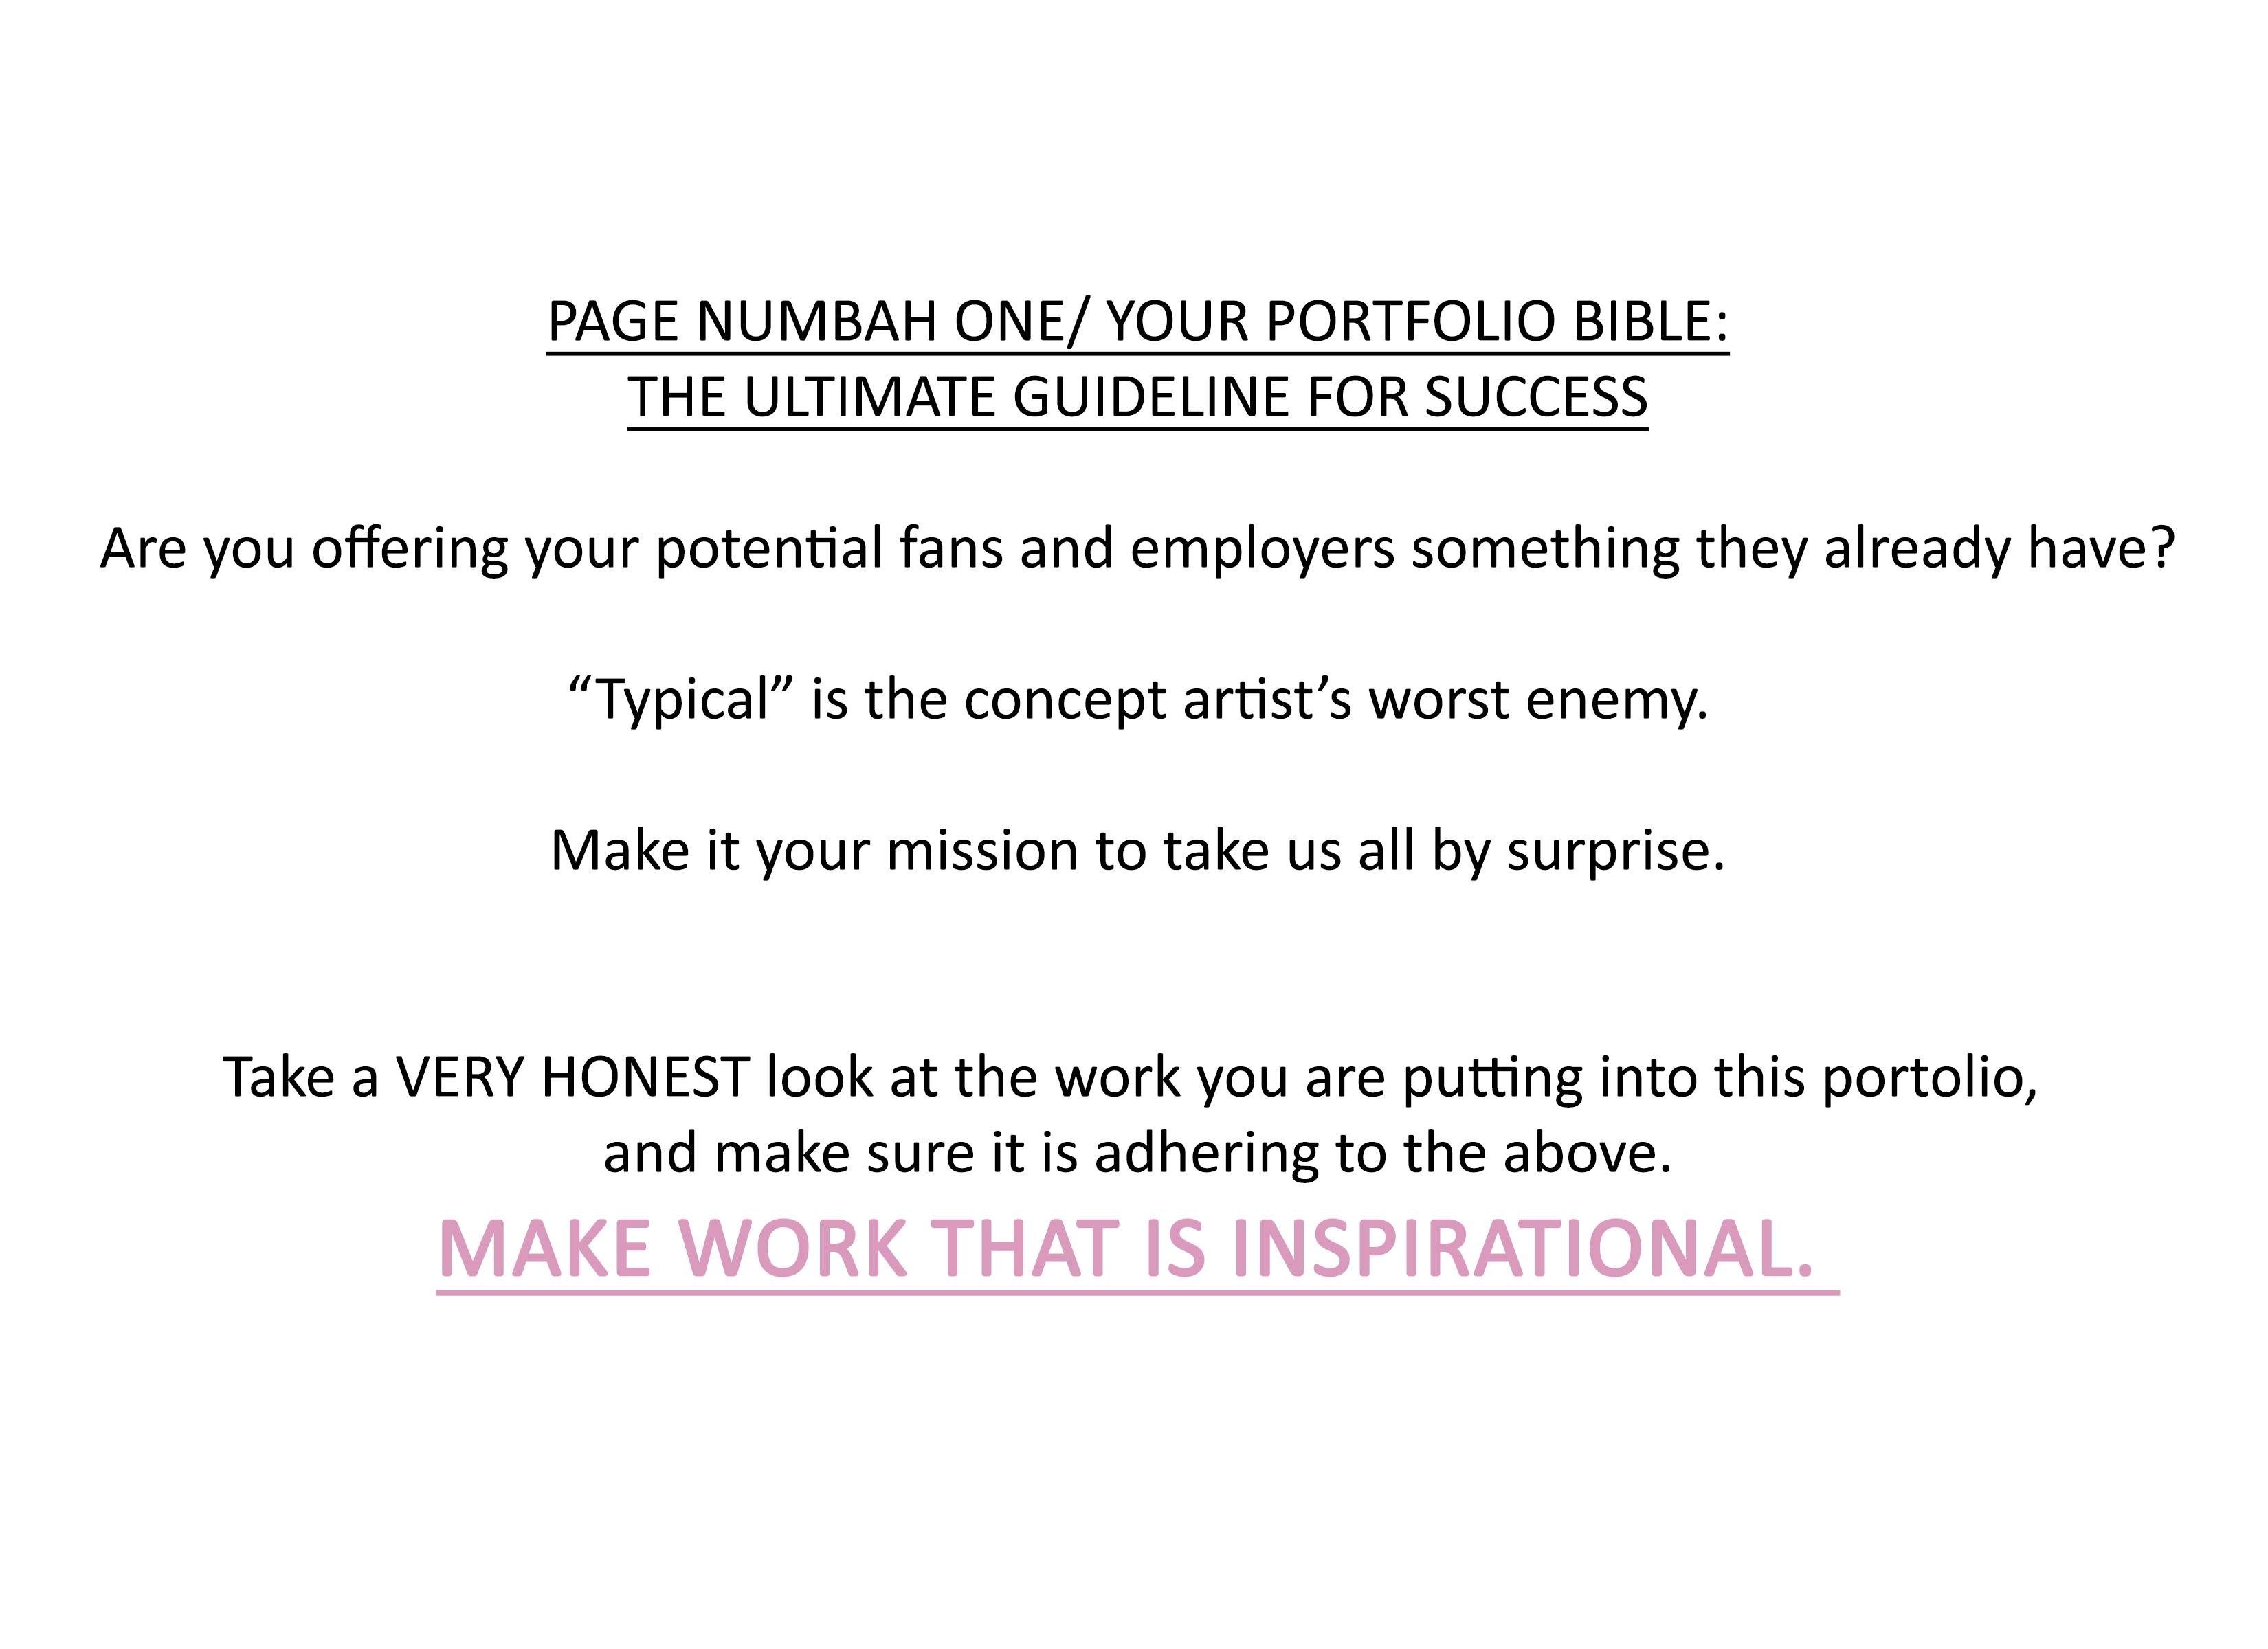 PAGE NUMBAH ONE/ YOUR PORTFOLIO BIBLE:
THE ULTIMATE GUIDELINE FOR SUCCESS
Are you offering your potential fans and employers something they already have?
“Typical” is the concept artist’s worst enemy.
Make it your mission to take us all by surprise.
Take a VERY HONEST look at the work you are putting into this portolio,
and make sure it is adhering to the above.
MAKE WORK THAT IS INSPIRATIONAL.